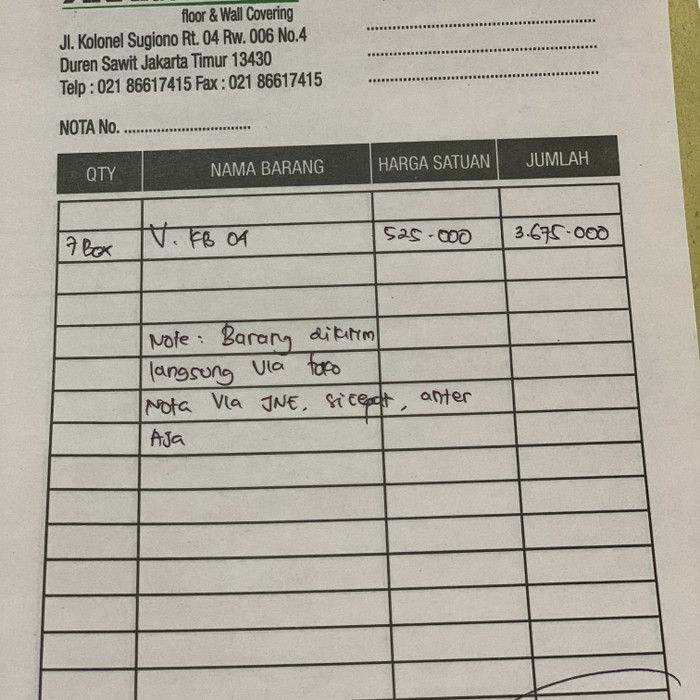 floor & Wall Covering
Jl. Kolonel Sugiono Rt. 04 Rw. 006 No.4
Duren Sawit Jakarta Timur 13430
Telp : 021 86617415 Fax : 021 86617415
NOTA No. ..............................
QTY NAMA BARANG HARGA SATUAN JUMLAH
7 Box V. FB 04 525.000 3.675.000
Note : Barang dikirim
langsung Via toko
Nota Via JNE, sicepat, anter
Aja